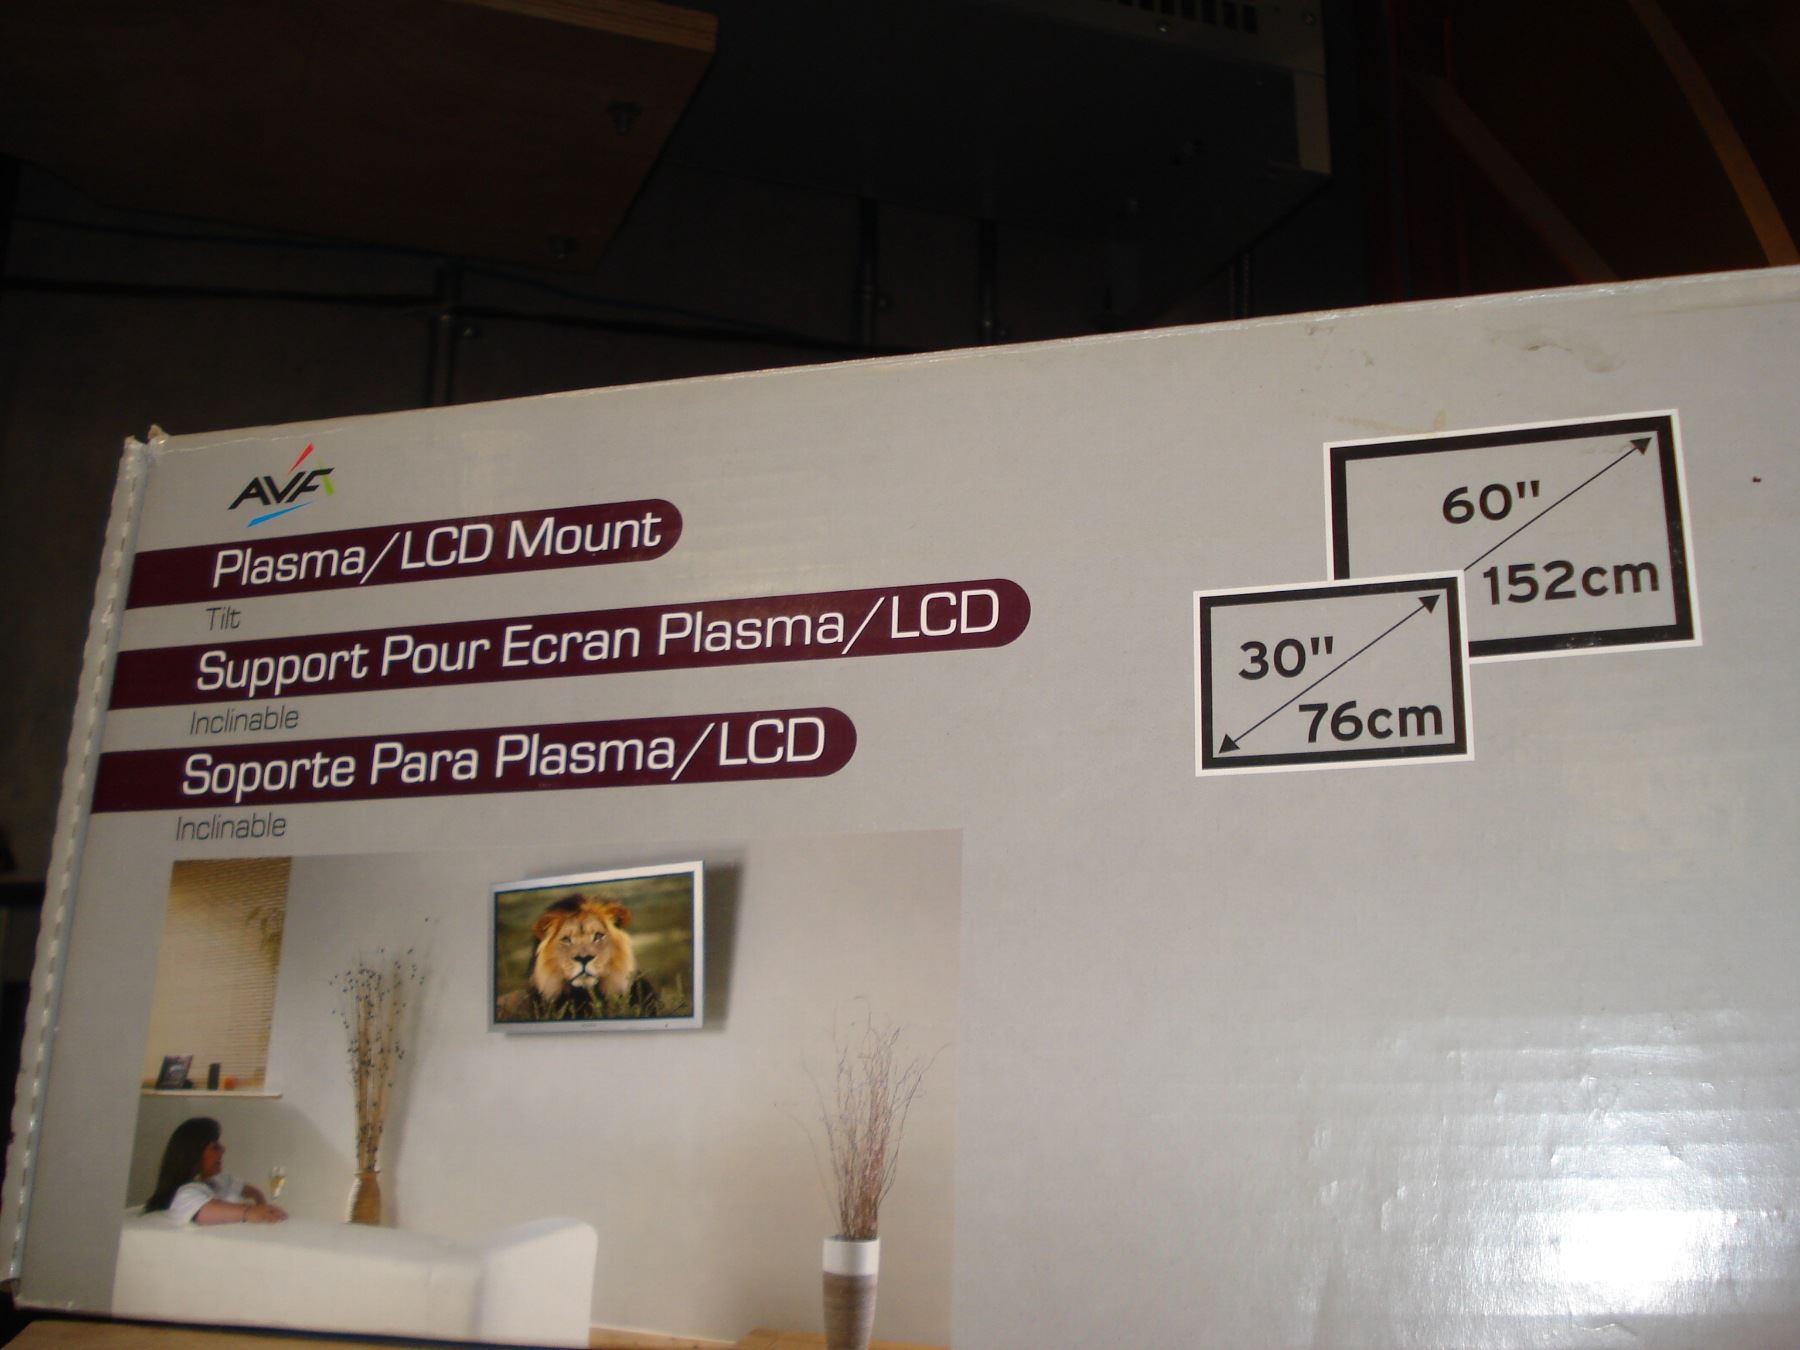 AVF
Plasma/LCD Mount
Tilt
Support Pour Ecran Plasma/LCD
Inclinable
Soporte Para Plasma/LCD
Inclinable
60"
152cm
30"
76cm